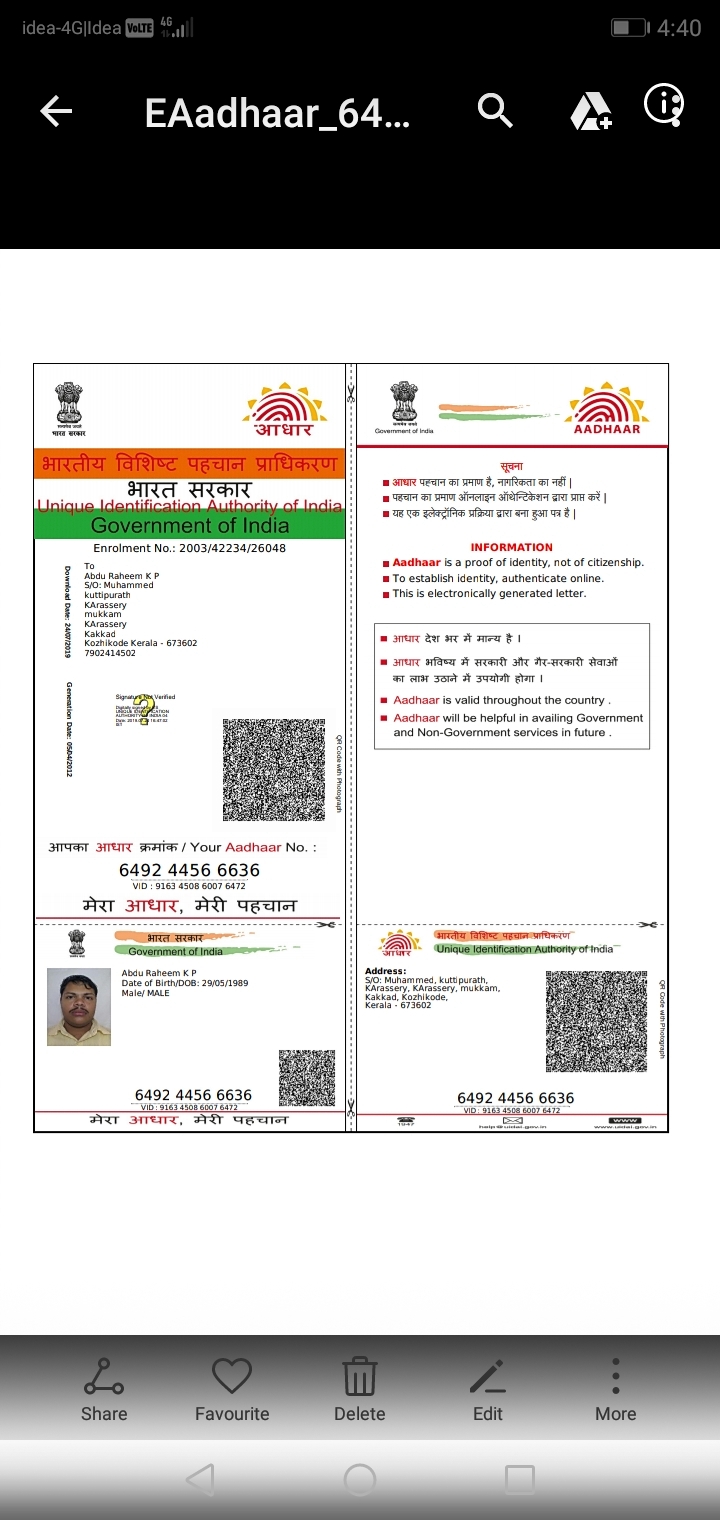 idea-4G|Idea VoLTE 4G 4:40
EAadhaar_64...
भारत सरकार
आधार
भारतीय विशिष्ट पहचान प्राधिकरण
भारत सरकार
Unique Identification Authority of India
Government of India
Enrolment No.: 2003/42234/26048
Download Date: 24/07/2019
To
Abdu Raheem K P
S/O: Muhammed
kuttipurath
KArassery
mukkam
KArassery
Kakkad
Kozhikode Kerala - 673602
7902414502
Generation Date: 05/04/2012
Signature Not Verified
QR Code with Photograph
आपका आधार क्रमांक / Your Aadhaar No. :
6492 4456 6636
VID : 9163 4508 6007 6472
मेरा आधार, मेरी पहचान
Government of India
AADHAAR
सूचना
आधार पहचान का प्रमाण है, नागरिकता का नहीं |
पहचान का प्रमाण ऑनलाइन ऑथेन्टिकेशन द्वारा प्राप्त करें |
यह एक इलेक्ट्रॉनिक प्रक्रिया द्वारा बना हुआ पत्र है |
INFORMATION
Aadhaar is a proof of identity, not of citizenship.
To establish identity, authenticate online.
This is electronically generated letter.
आधार देश भर में मान्य है ।
आधार भविष्य में सरकारी और गैर-सरकारी सेवाओं
का लाभ उठाने में उपयोगी होगा ।
Aadhaar is valid throughout the country .
Aadhaar will be helpful in availing Government
and Non-Government services in future .
भारत सरकार
Government of India
Abdu Raheem K P
Date of Birth/DOB: 29/05/1989
Male/ MALE
6492 4456 6636
VID : 9163 4508 6007 6472
मेरा आधार, मेरी पहचान
आधार
भारतीय विशिष्ट पहचान प्राधिकरण
Unique Identification Authority of India
Address:
S/O: Muhammed, kuttipurath,
KArassery, KArassery, mukkam,
Kakkad, Kozhikode,
Kerala - 673602
QR Code with Photograph
6492 4456 6636
VID : 9163 4508 6007 6472
1947
help@uidai.gov.in
www
www.uidai.gov.in
Share
Favourite
Delete
Edit
More